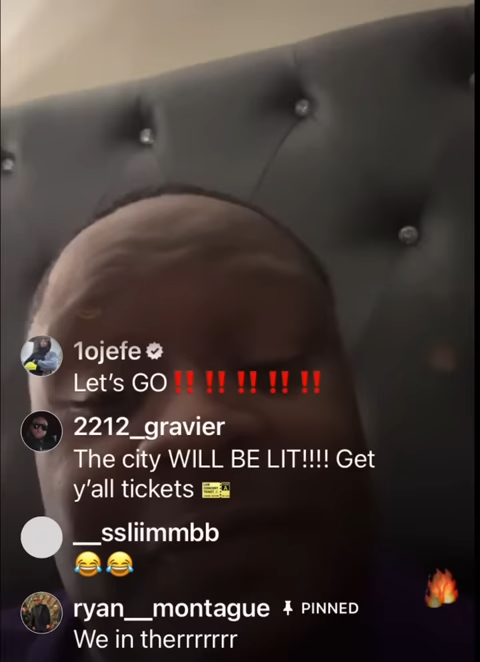 1ojefe
Let's GO‼️‼️‼️‼️‼️
2212_gravier
The city WILL BE LIT!!!! Get
y'all tickets 🎫
__ssliimmbb
😂😂
ryan__montague PINNED
We in therrrrrrr